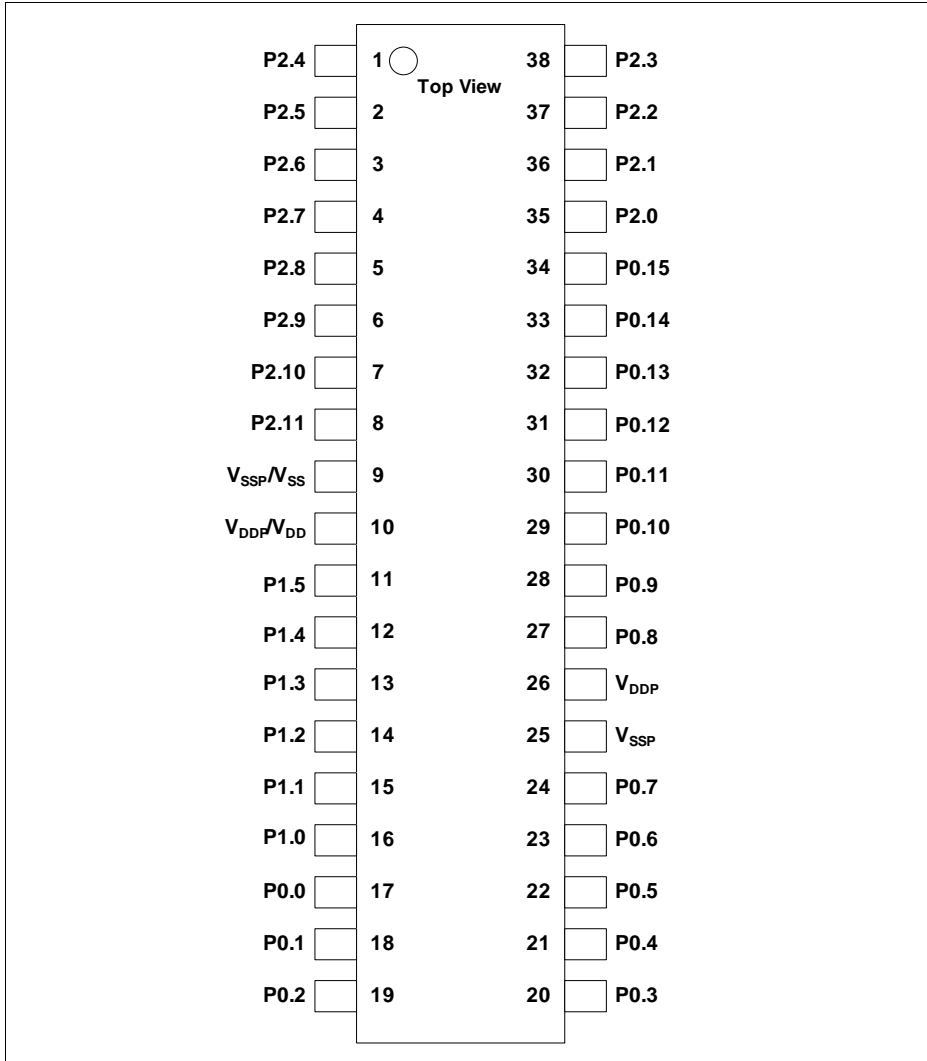 P2.4 1 38 P2.3
Top View
P2.5 2 37 P2.2
P2.6 3 36 P2.1
P2.7 4 35 P2.0
P2.8 5 34 P0.15
P2.9 6 33 P0.14
P2.10 7 32 P0.13
P2.11 8 31 P0.12
VSSP/VSS 9 30 P0.11
VDDP/VDD 10 29 P0.10
P1.5 11 28 P0.9
P1.4 12 27 P0.8
P1.3 13 26 VDDP
P1.2 14 25 VSSP
P1.1 15 24 P0.7
P1.0 16 23 P0.6
P0.0 17 22 P0.5
P0.1 18 21 P0.4
P0.2 19 20 P0.3